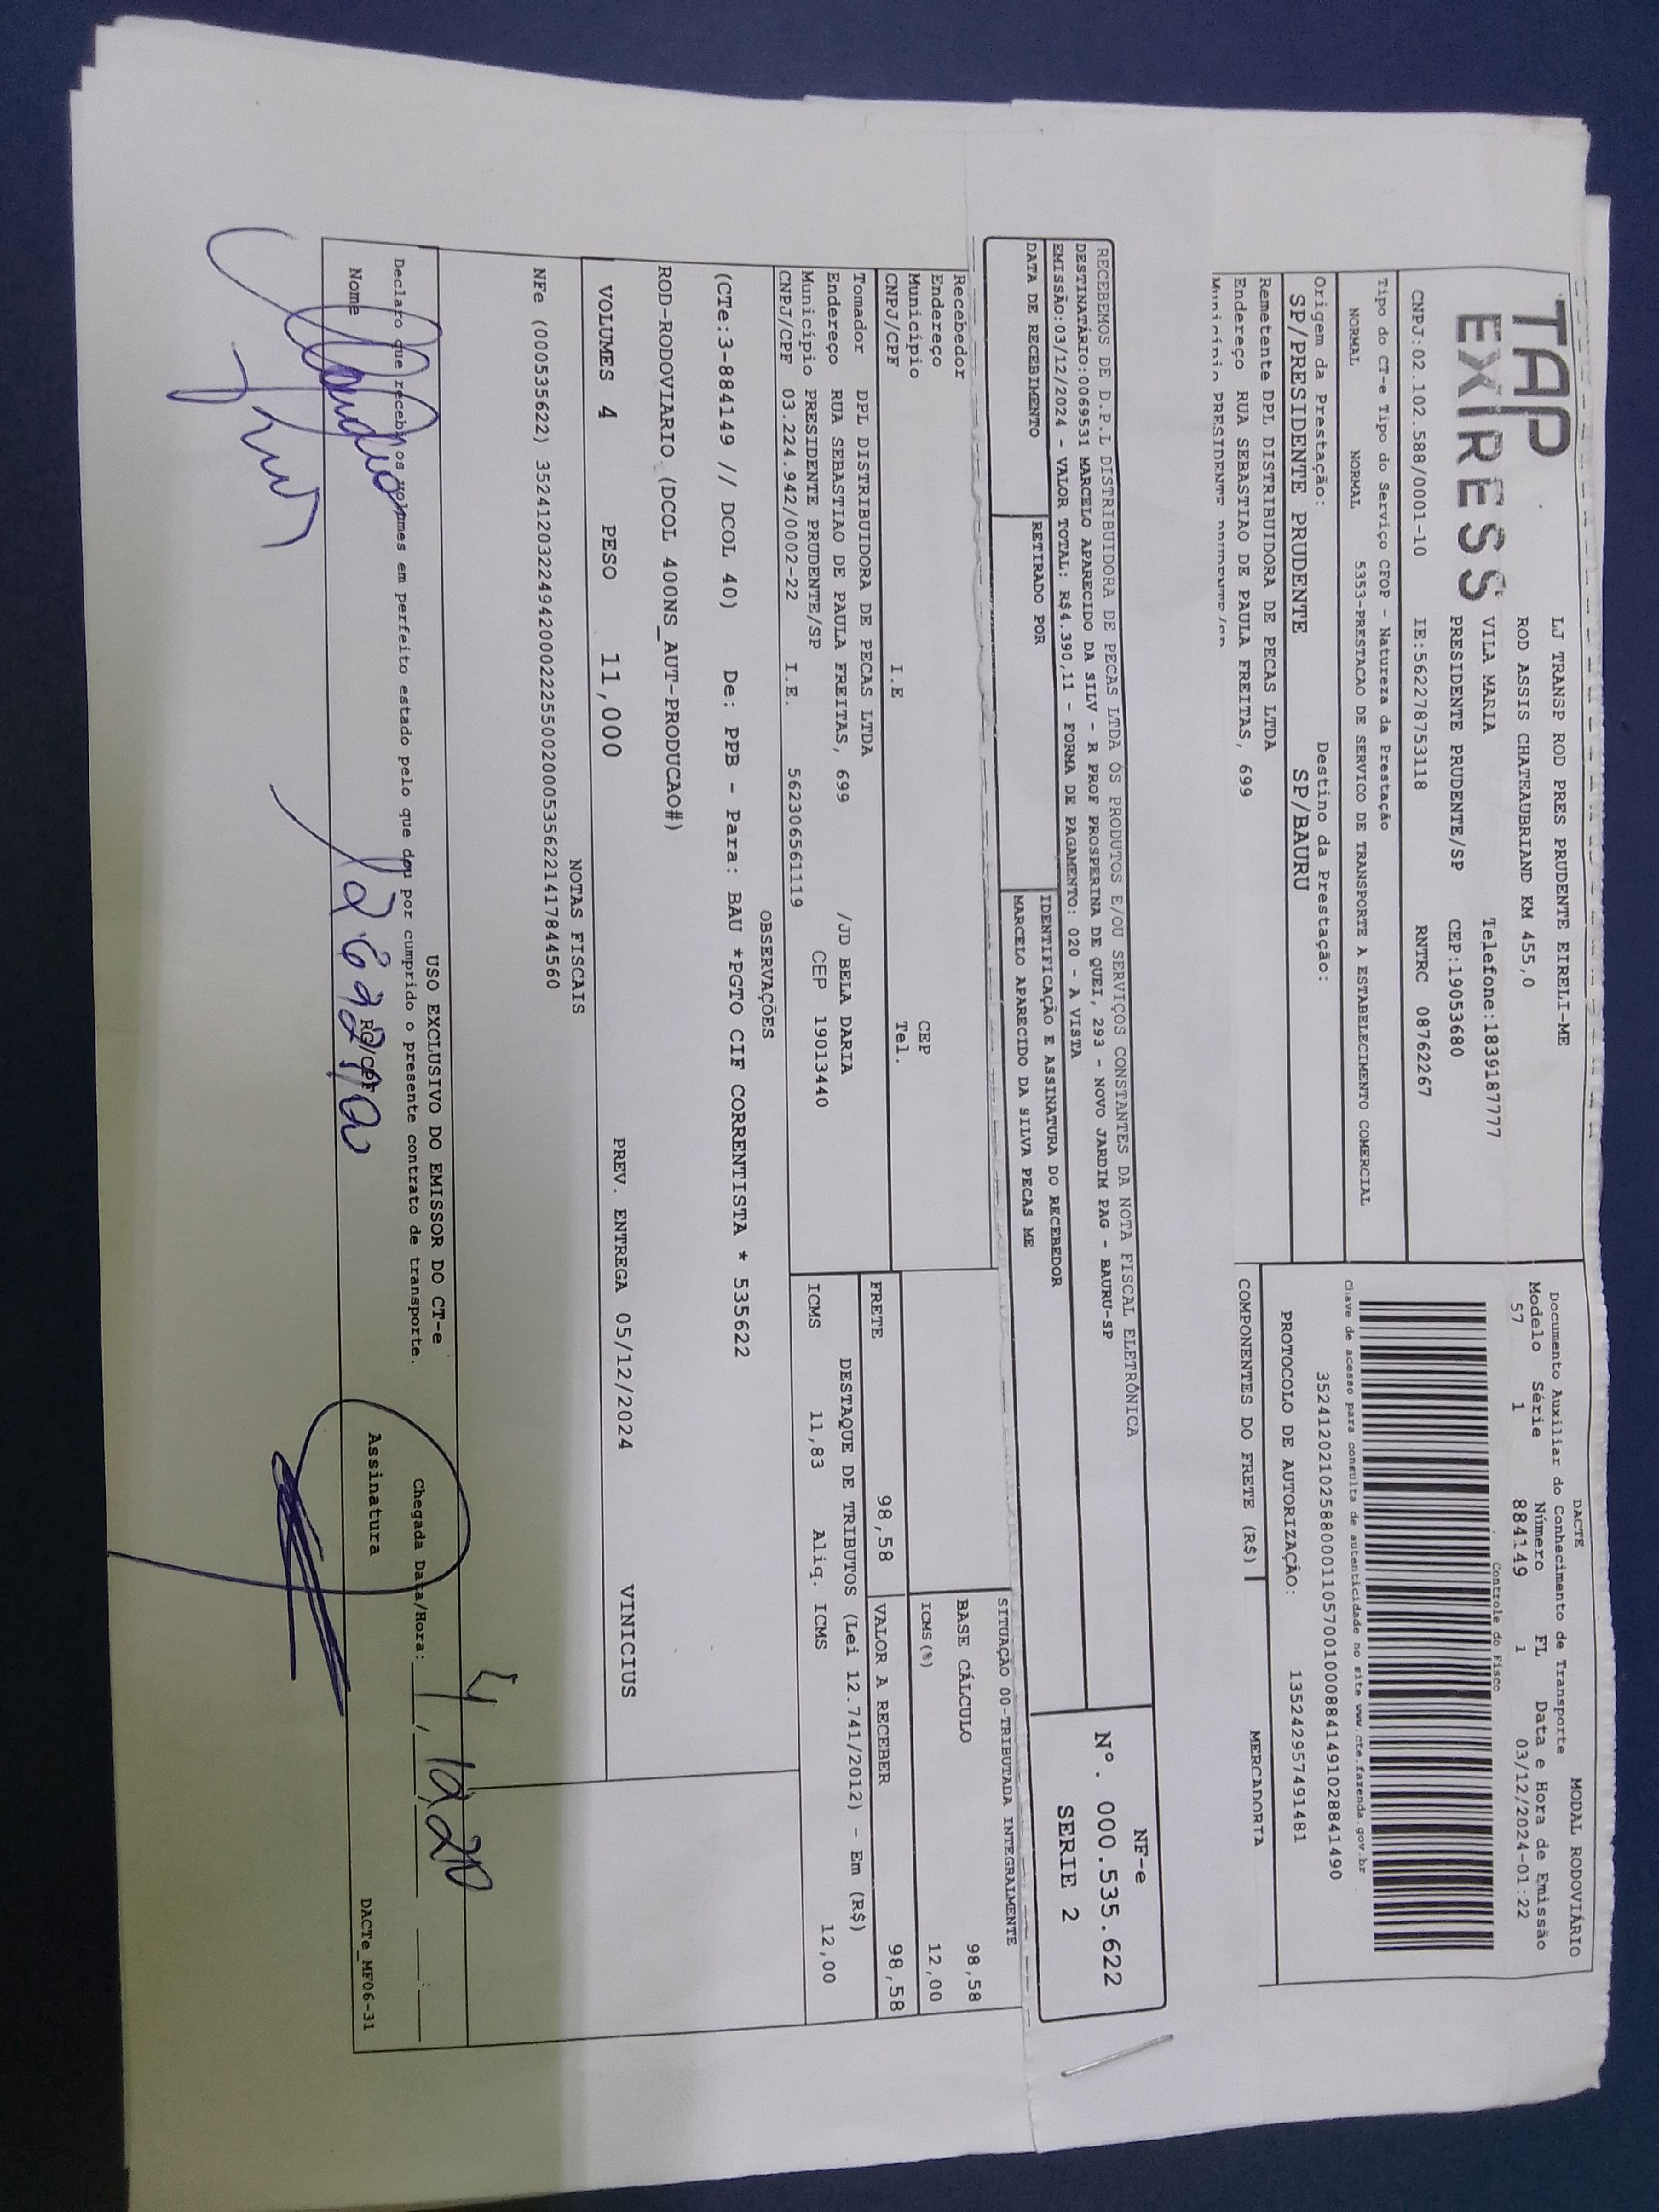 TAP
EXPRESS
LJ TRANSP ROD PRES PRUDENTE EIRELI-ME
ROD ASSIS CHATEAUBRIAND KM 455,0
VILA MARIA Telefone:1839187777
PRESIDENTE PRUDENTE/SP CEP:19053680
CNPJ:02.102.588/0001-10 IE:562278753118 RNTRC 08762267
Tipo do CT-e Tipo do Serviço CFOP - Natureza da Prestação
NORMAL NORMAL 5353-PRESTACAO DE SERVICO DE TRANSPORTE A ESTABELECIMENTO COMERCIAL
Origem da Prestação: Destino da Prestação:
SP/PRESIDENTE PRUDENTE SP/BAURU
Remetente DPL DISTRIBUIDORA DE PECAS LTDA
Endereço RUA SEBASTIAO DE PAULA FREITAS, 699
Município PRESIDENTE PRUDENTE/SP
DACTE MODAL RODOVIÁRIO
Documento Auxiliar do Conhecimento de Transporte
Modelo Série Número FL Data e Hora de Emissão
57 1 884149 1 03/12/2024-01:22
Controle do Fisco
Chave de acesso para consulta de autenticidade no site www.cte.fazenda.gov.br
35241202102588000110570010008841491028841490
PROTOCOLO DE AUTORIZAÇÃO: 135242957491481
COMPONENTES DO FRETE (R$) MERCADORIA
RECEBEMOS DE D.P.L DISTRIBUIDORA DE PECAS LTDA OS PRODUTOS E/OU SERVIÇOS CONSTANTES DA NOTA FISCAL ELETRÔNICA
DESTINATÁRIO:0069531 MARCELO APARECIDO DA SILV - R PROF PROSPERINA DE QUEI, 293 - NOVO JARDIM PAG - BAURU-SP
EMISSÃO:03/12/2024 - VALOR TOTAL: R$4.390,11 - FORMA DE PAGAMENTO: 020 - A VISTA
DATA DE RECEBIMENTO RETIRADO POR IDENTIFICAÇÃO E ASSINATURA DO RECEBEDOR
MARCELO APARECIDO DA SILVA PECAS ME
NF-e
N°. 000.535.622
SERIE 2
Recebedor
Endereço CEP
Município Tel.
CNPJ/CPF I.E
SITUAÇÃO 00-TRIBUTADA INTEGRALMENTE
BASE CÁLCULO 98,58
ICMS(%) 12,00
Tomador DPL DISTRIBUIDORA DE PECAS LTDA
Endereço RUA SEBASTIAO DE PAULA FREITAS, 699 /JD BELA DARIA
Município PRESIDENTE PRUDENTE/SP CEP 19013440
CNPJ/CPF 03.224.942/0002-22 I.E. 562306561119
FRETE 98,58 VALOR A RECEBER 98,58
DESTAQUE DE TRIBUTOS (Lei 12.741/2012) - Em (R$)
ICMS 11,83 Aliq. ICMS 12,00
OBSERVAÇÕES
(CTe:3-884149 // DCOL 40) De: PPB - Para: BAU *PGTO CIF CORRENTISTA * 535622
ROD-RODOVIARIO (DCOL 400NS_AUT-PRODUCAO#)
VOLUMES 4 PESO 11,000 PREV. ENTREGA 05/12/2024 VINICIUS
NOTAS FISCAIS
NFe (000535622) 35241203224942000222550020005356221417844560
USO EXCLUSIVO DO EMISSOR DO CT-e
Declaro que recebemos os volumes em perfeito estado pelo que dou por cumprido o presente contrato de transporte.
Chegada Data/Hora: / / :
4 12 20
Nome RG/CPF Assinatura
DACTe_MF06-31